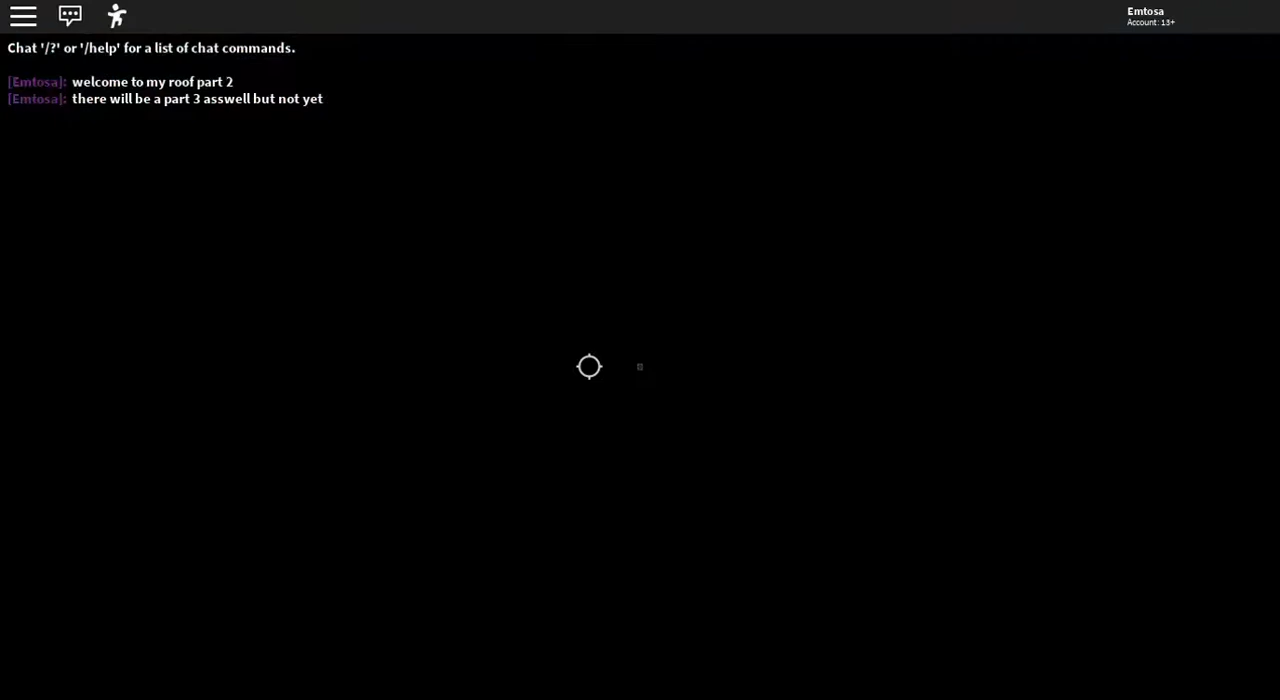 Emtosa
Account: 13+
Chat '/?' or '/help' for a list of chat commands.
[Emtosa]: welcome to my roof part 2
[Emtosa]: there will be a part 3 asswell but not yet